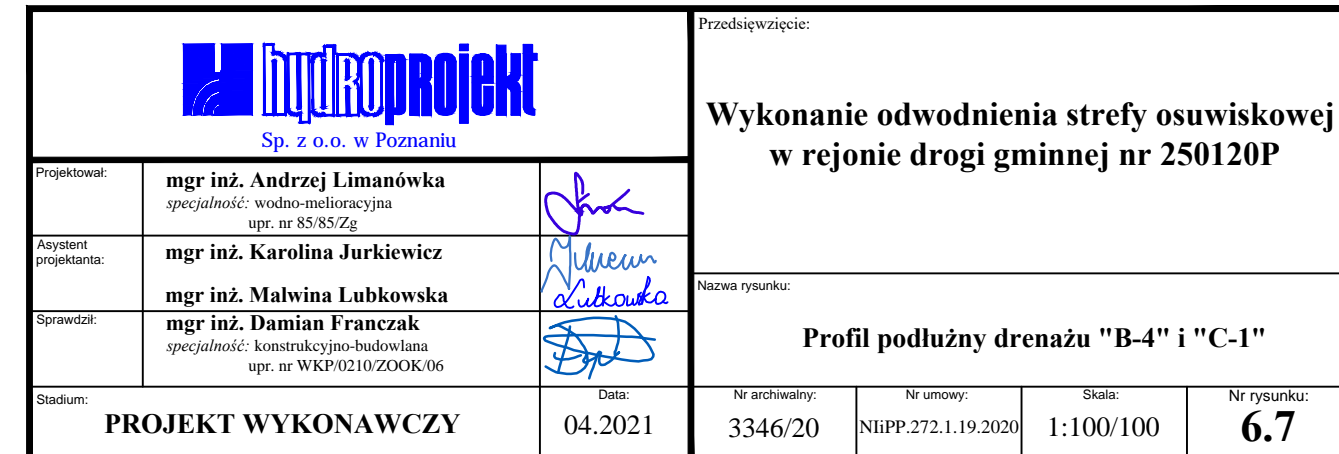 hydroprojekt
Sp. z o.o. w Poznaniu
Projektował:
mgr inż. Andrzej Limanówka
specjalność: wodno-melioracyjna
upr. nr 85/85/Zg
Asystent
projektanta:
mgr inż. Karolina Jurkiewicz
mgr inż. Malwina Lubkowska
Lubkowska
Sprawdził:
mgr inż. Damian Franczak
specjalność: konstrukcyjno-budowlana
upr. nr WKP/0210/ZOOK/06
Stadium:
PROJEKT WYKONAWCZY
Data:
04.2021
Przedsięwzięcie:
Wykonanie odwodnienia strefy osuwiskowej
w rejonie drogi gminnej nr 250120P
Nazwa rysunku:
Profil podłużny drenażu "B-4" i "C-1"
Nr archiwalny:
3346/20
Nr umowy:
NIiPP.272.1.19.2020
Skala:
1:100/100
Nr rysunku:
6.7